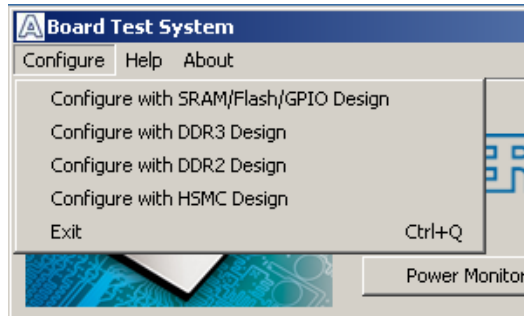 Board Test System
Configure Help About
Configure with SRAM/Flash/GPIO Design
Configure with DDR3 Design
Configure with DDR2 Design
Configure with HSMC Design
Exit Ctrl+Q
Power Monitor